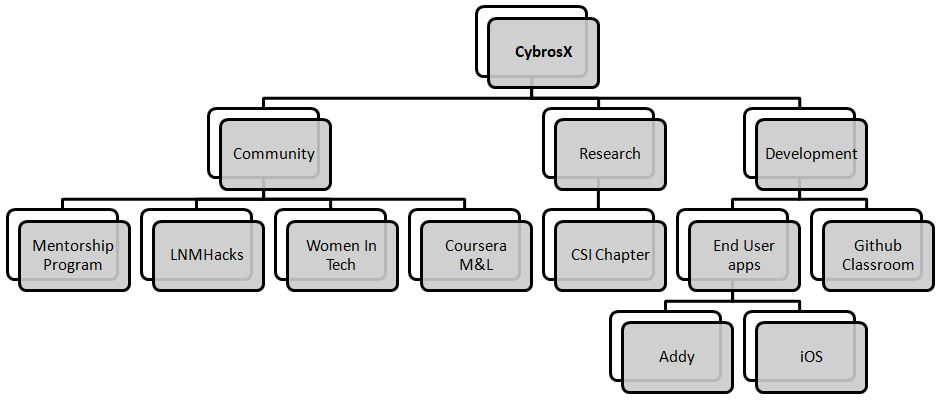 CybrosX
Community
Research
Development
Mentorship
Program
LNMHacks
Women In
Tech
Coursera
M&L
CSI Chapter
End User
apps
Github
Classroom
Addy
iOS